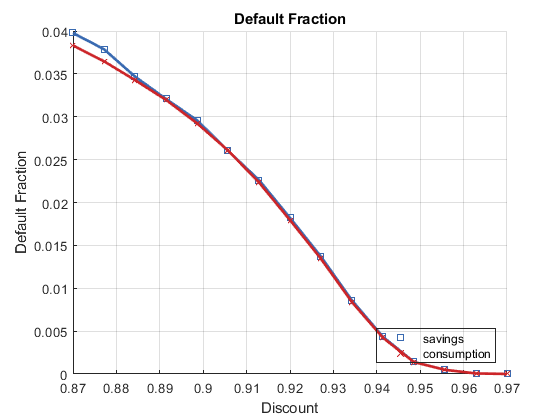 Default Fraction
0.04
0.035
0.03
0.025
0.02
0.015
0.01
0.005
0
Default Fraction
savings
consumption
0.87 0.88 0.89 0.9 0.91 0.92 0.93 0.94 0.95 0.96 0.97
Discount